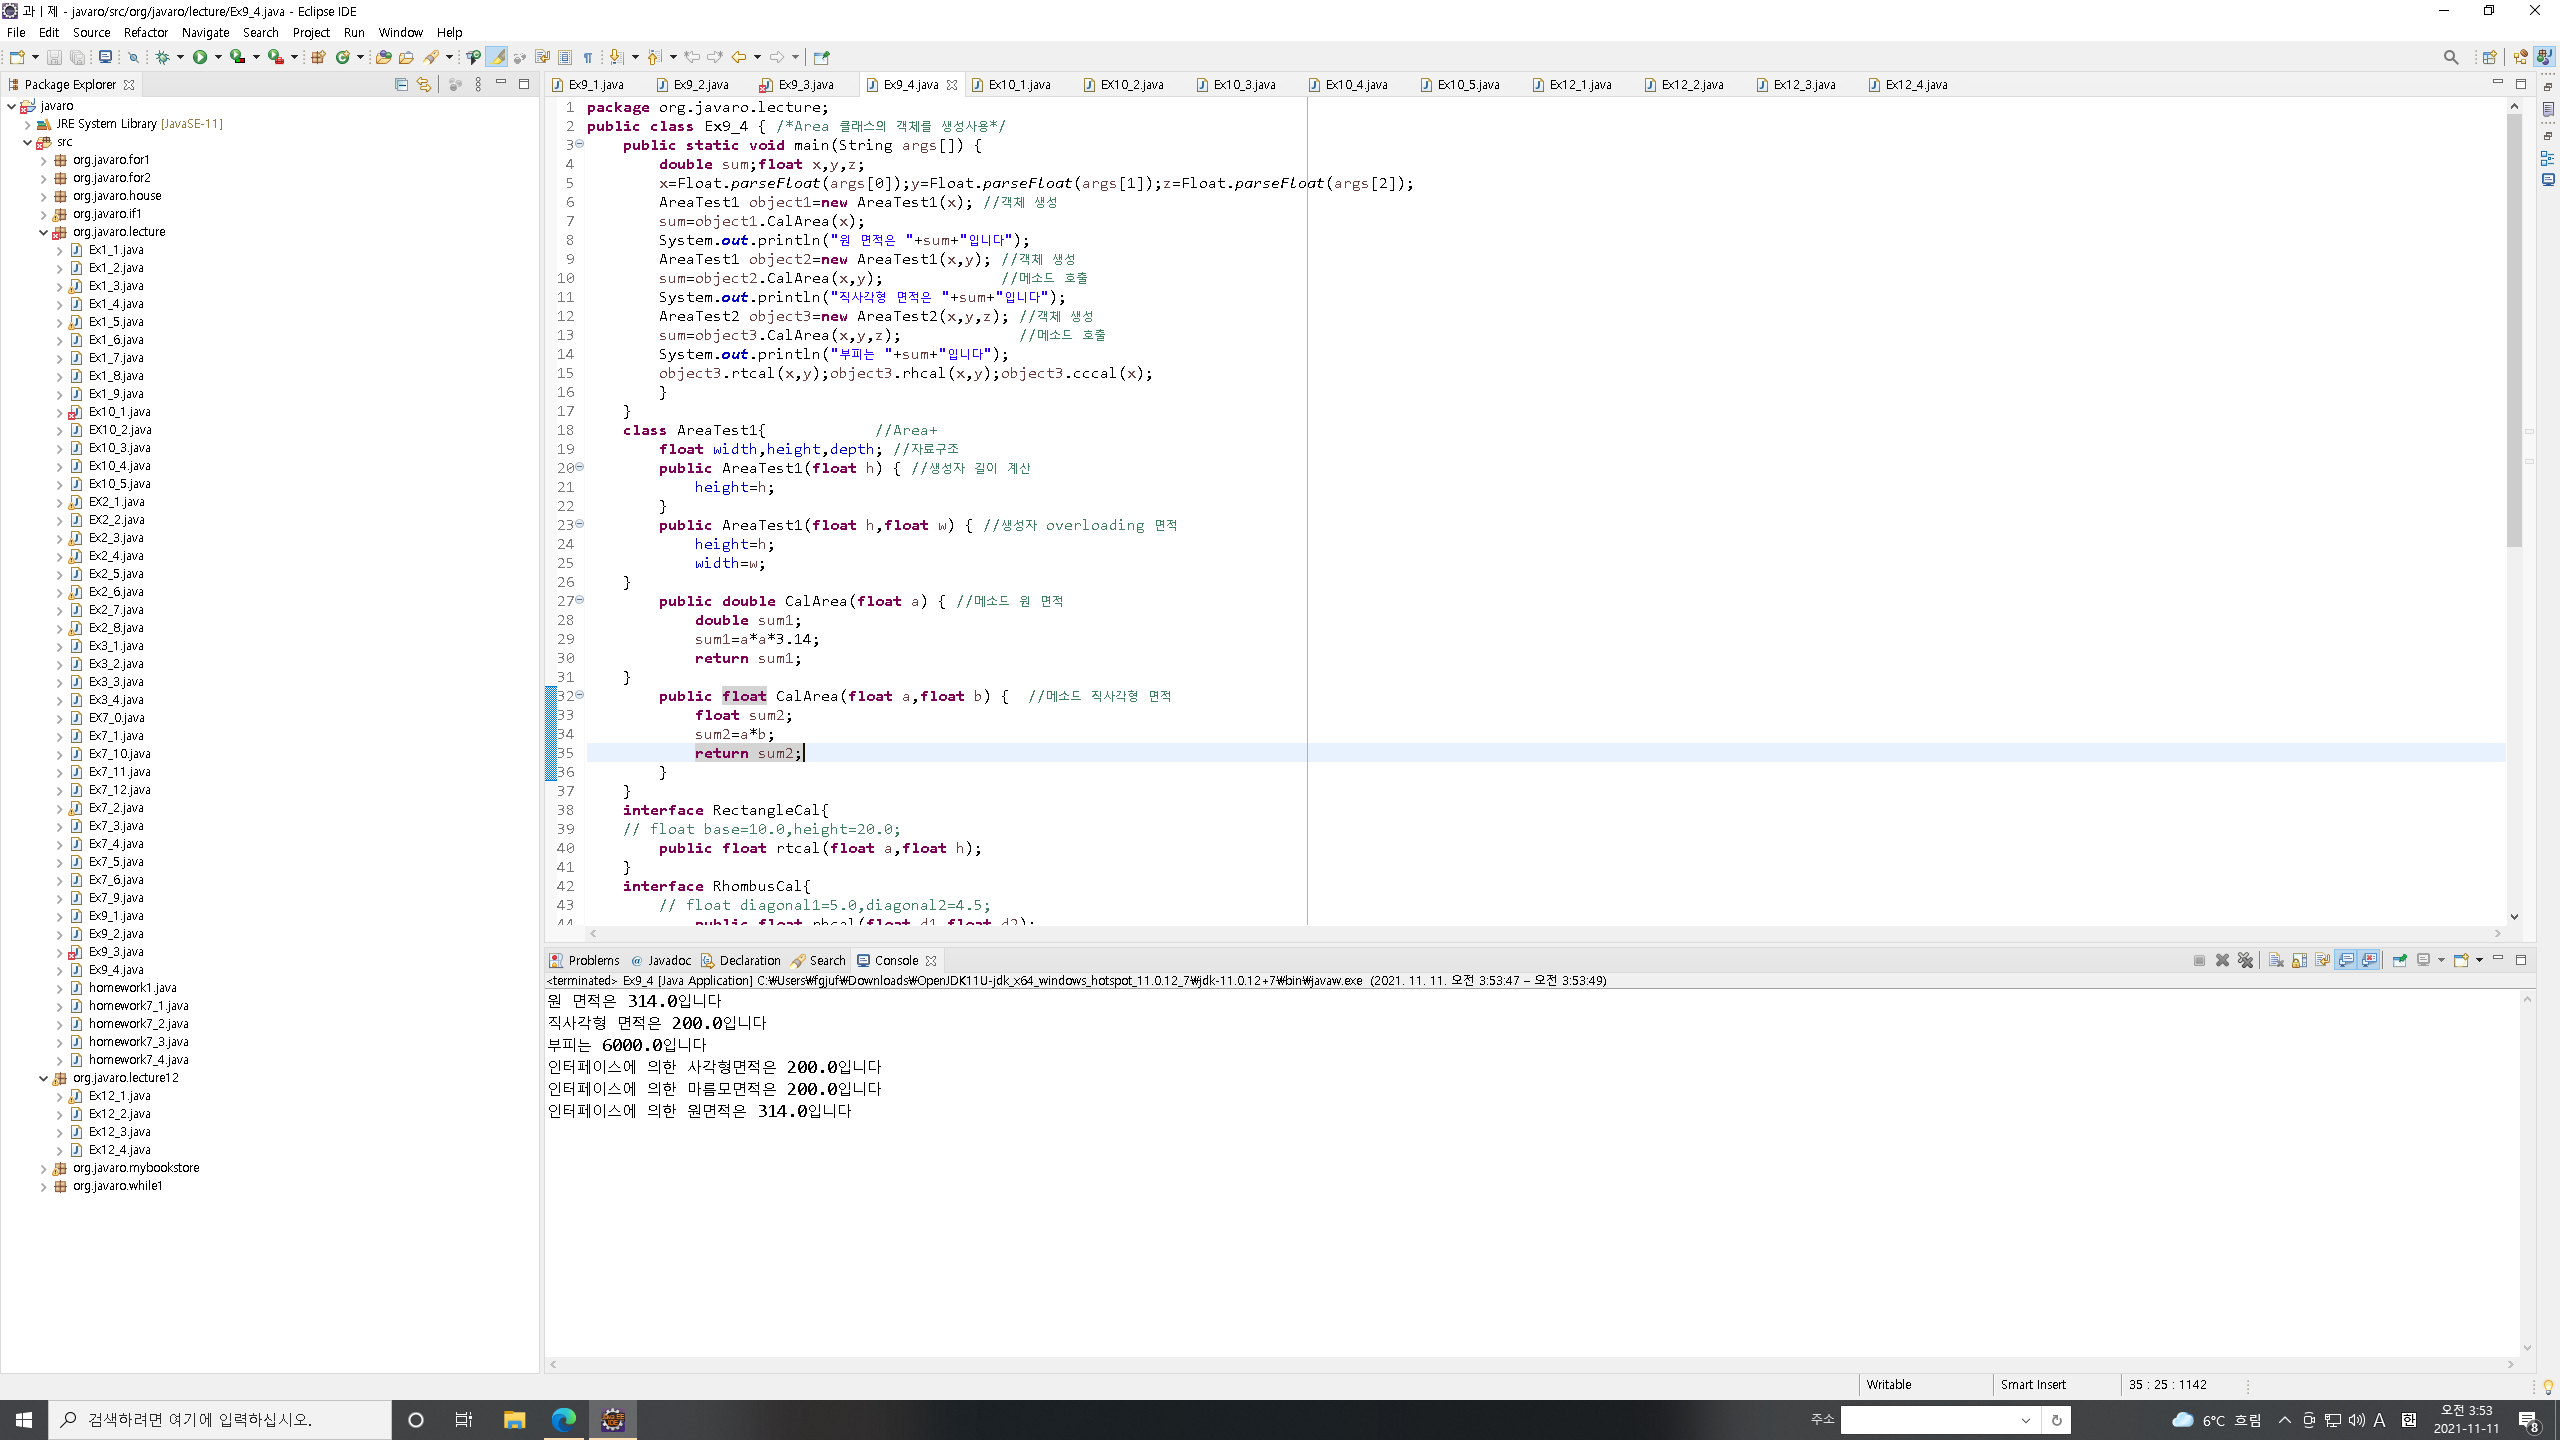 과ㅣ제 - javaro/src/org/javaro/lecture/Ex9_4.java - Eclipse IDE
File Edit Source Refactor Navigate Search Project Run Window Help
Package Explorer
javaro
JRE System Library [JavaSE-11]
src
org.javaro.for1
org.javaro.for2
org.javaro.house
org.javaro.if1
org.javaro.lecture
Ex1_1.java
Ex1_2.java
Ex1_3.java
Ex1_4.java
Ex1_5.java
Ex1_6.java
Ex1_7.java
Ex1_8.java
Ex1_9.java
Ex10_1.java
EX10_2.java
Ex10_3.java
Ex10_4.java
Ex10_5.java
EX2_1.java
EX2_2.java
Ex2_3.java
Ex2_4.java
Ex2_5.java
Ex2_6.java
Ex2_7.java
Ex2_8.java
Ex3_1.java
Ex3_2.java
Ex3_3.java
Ex3_4.java
EX7_0.java
Ex7_1.java
Ex7_10.java
Ex7_11.java
Ex7_12.java
Ex7_2.java
Ex7_3.java
Ex7_4.java
Ex7_5.java
Ex7_6.java
Ex7_9.java
Ex9_1.java
Ex9_2.java
Ex9_3.java
Ex9_4.java
homework1.java
homework7_1.java
homework7_2.java
homework7_3.java
homework7_4.java
org.javaro.lecture12
Ex12_1.java
Ex12_2.java
Ex12_3.java
Ex12_4.java
org.javaro.mybookstore
org.javaro.while1
Ex9_1.java Ex9_2.java Ex9_3.java Ex9_4.java Ex10_1.java EX10_2.java Ex10_3.java Ex10_4.java Ex10_5.java Ex12_1.java Ex12_2.java Ex12_3.java Ex12_4.java
1 package org.javaro.lecture;
2 public class Ex9_4 { /*Area 클래스의 객체를 생성사용*/
3 public static void main(String args[]) {
4 double sum;float x,y,z;
5 x=Float.parseFloat(args[0]);y=Float.parseFloat(args[1]);z=Float.parseFloat(args[2]);
6 AreaTest1 object1=new AreaTest1(x); //객체 생성
7 sum=object1.CalArea(x);
8 System.out.println("원 면적은 "+sum+"입니다");
9 AreaTest1 object2=new AreaTest1(x,y); //객체 생성
10 sum=object2.CalArea(x,y); //메소드 호출
11 System.out.println("직사각형 면적은 "+sum+"입니다");
12 AreaTest2 object3=new AreaTest2(x,y,z); //객체 생성
13 sum=object3.CalArea(x,y,z); //메소드 호출
14 System.out.println("부피는 "+sum+"입니다");
15 object3.rtcal(x,y);object3.rhcal(x,y);object3.cccal(x);
16 }
17 }
18 class AreaTest1{ //Area+
19 float width,height,depth; //자료구조
20 public AreaTest1(float h) { //생성자 길이 계산
21 height=h;
22 }
23 public AreaTest1(float h,float w) { //생성자 overloading 면적
24 height=h;
25 width=w;
26 }
27 public double CalArea(float a) { //메소드 원 면적
28 double sum1;
29 sum1=a*a*3.14;
30 return sum1;
31 }
32 public float CalArea(float a,float b) { //메소드 직사각형 면적
33 float sum2;
34 sum2=a*b;
35 return sum2;
36 }
37 }
38 interface RectangleCal{
39 // float base=10.0,height=20.0;
40 public float rtcal(float a,float h);
41 }
42 interface RhombusCal{
43 // float diagonal1=5.0,diagonal2=4.5;
44 public float rhcal(float d1,float d2);
Problems Javadoc Declaration Search Console
<terminated> Ex9_4 [Java Application] C:₩Users₩fgjuf₩Downloads₩OpenJDK11U-jdk_x64_windows_hotspot_11.0.12_7₩jdk-11.0.12+7₩bin₩javaw.exe (2021. 11. 11. 오전 3:53:47 – 오전 3:53:49)
원 면적은 314.0입니다
직사각형 면적은 200.0입니다
부피는 6000.0입니다
인터페이스에 의한 사각형면적은 200.0입니다
인터페이스에 의한 마름모면적은 200.0입니다
인터페이스에 의한 원면적은 314.0입니다
Writable Smart Insert 35 : 25 : 1142
검색하려면 여기에 입력하십시오.
주소
6°C 흐림
A
오전 3:53
2021-11-11
8